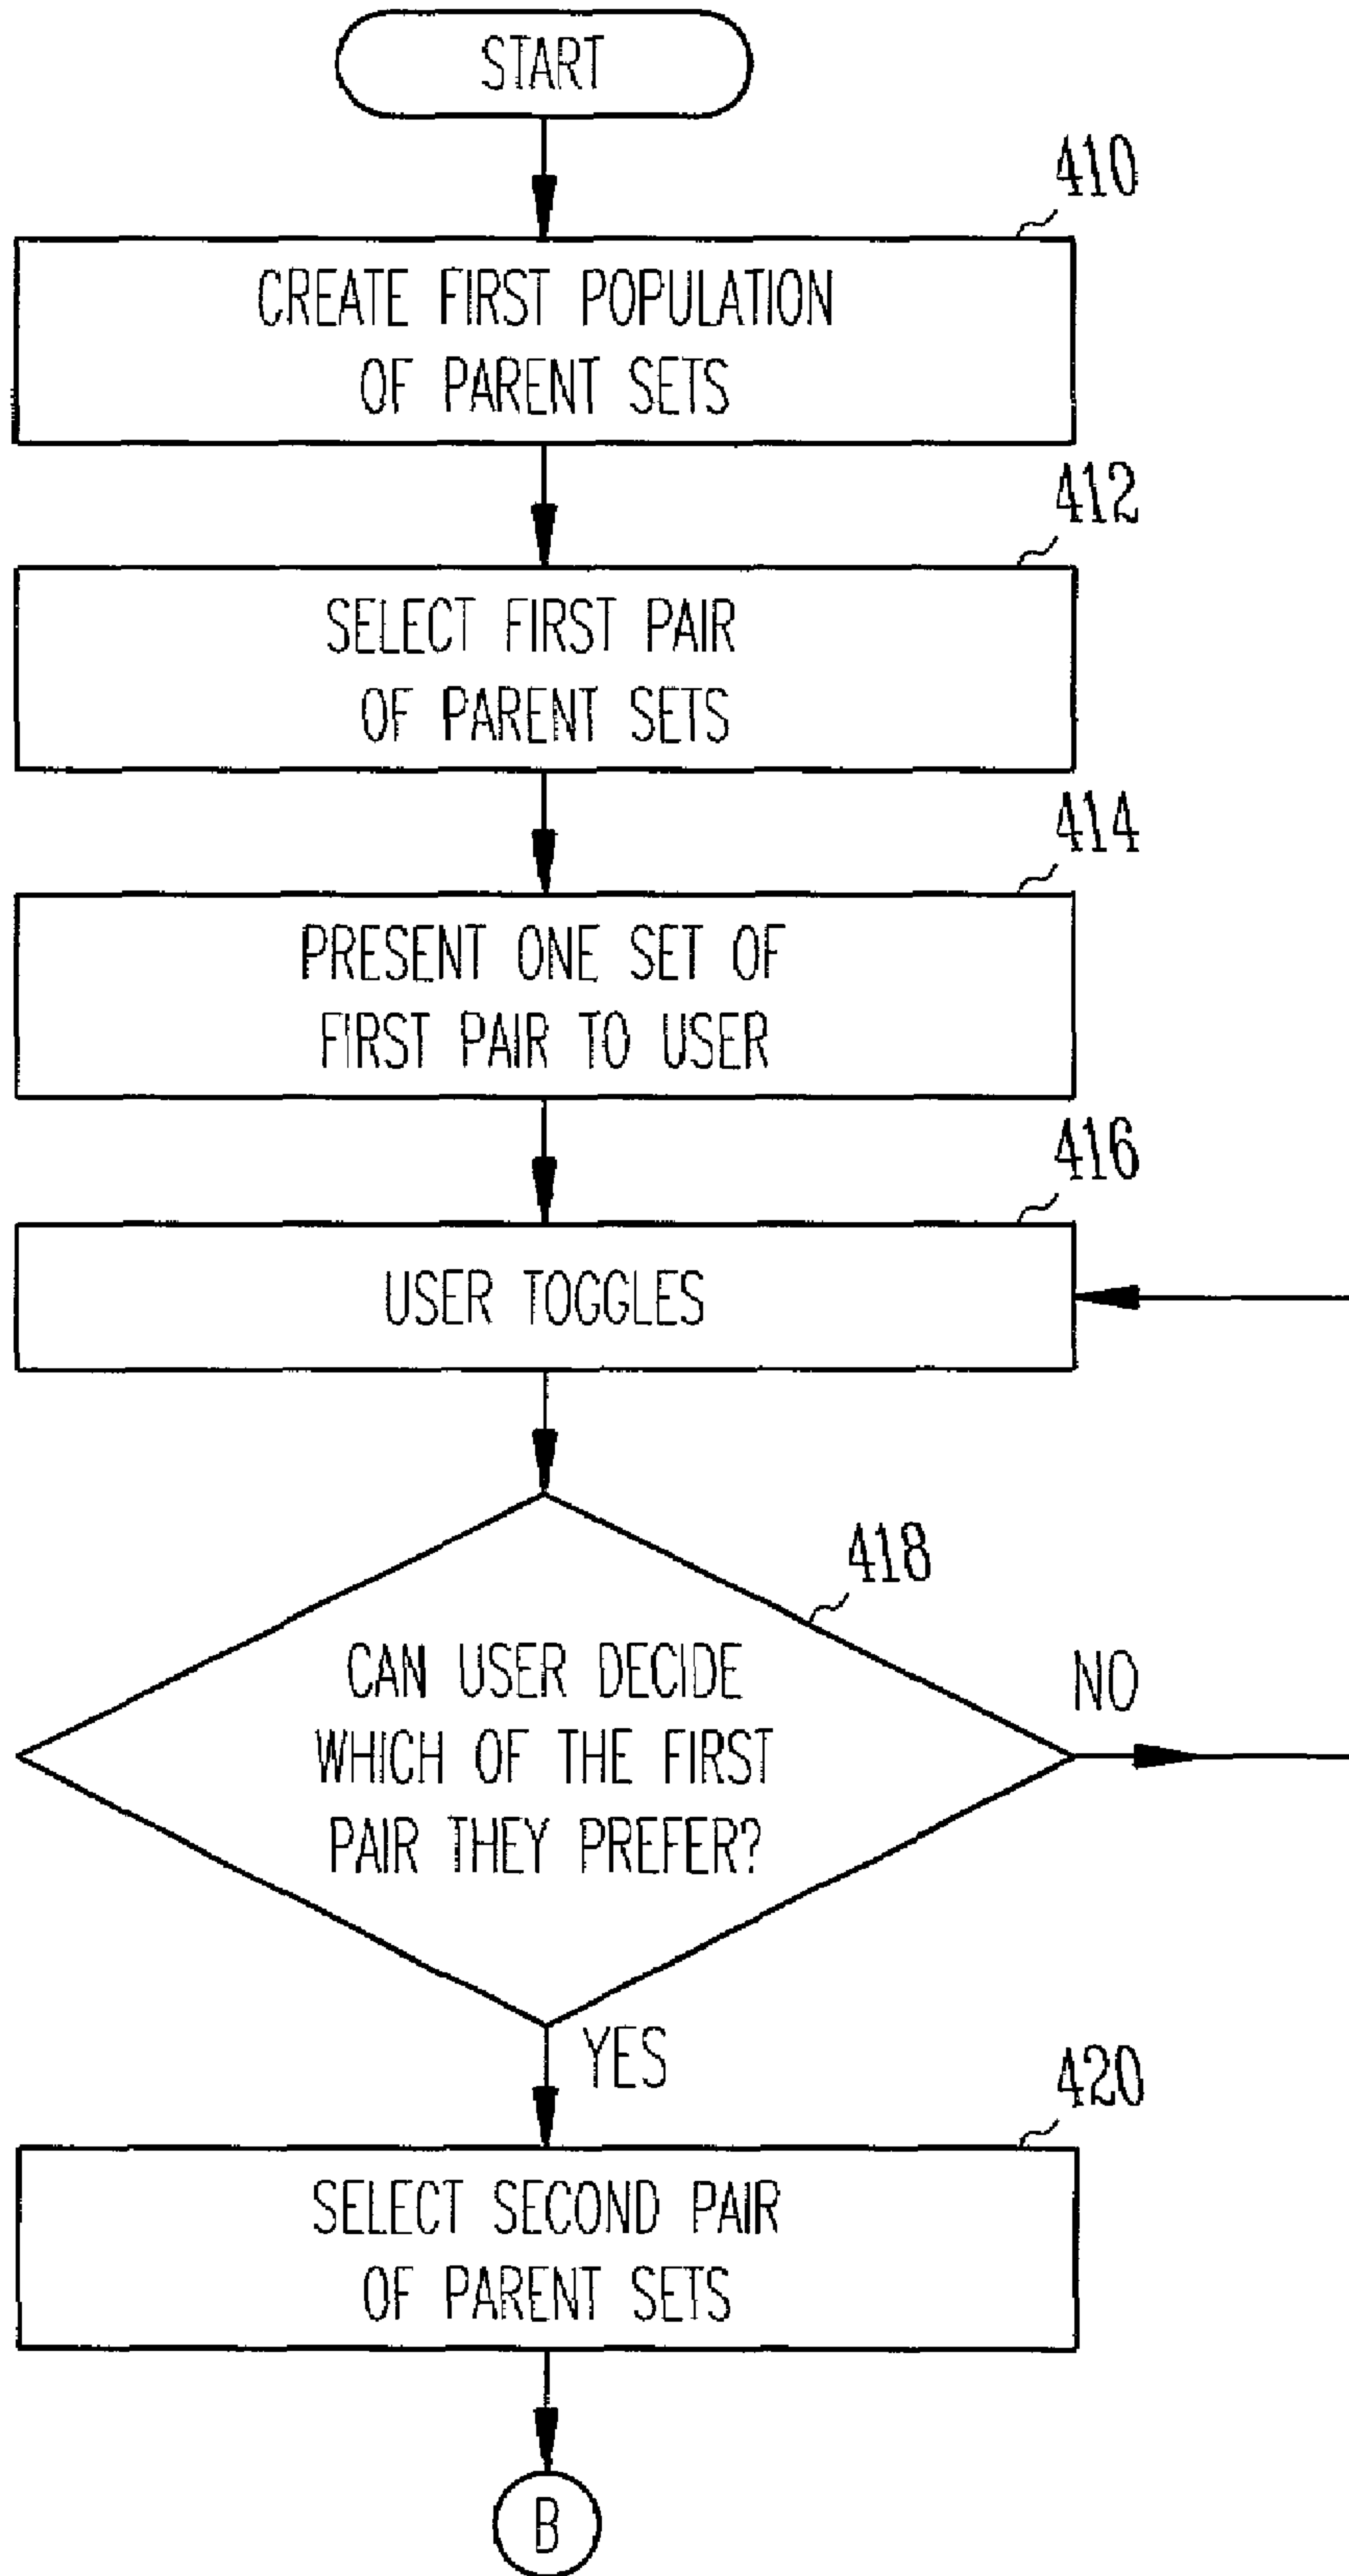 START
410
CREATE FIRST POPULATION
OF PARENT SETS
412
SELECT FIRST PAIR
OF PARENT SETS
414
PRESENT ONE SET OF
FIRST PAIR TO USER
416
USER TOGGLES
418
CAN USER DECIDE
WHICH OF THE FIRST
PAIR THEY PREFER?
NO
YES
420
SELECT SECOND PAIR
OF PARENT SETS
B